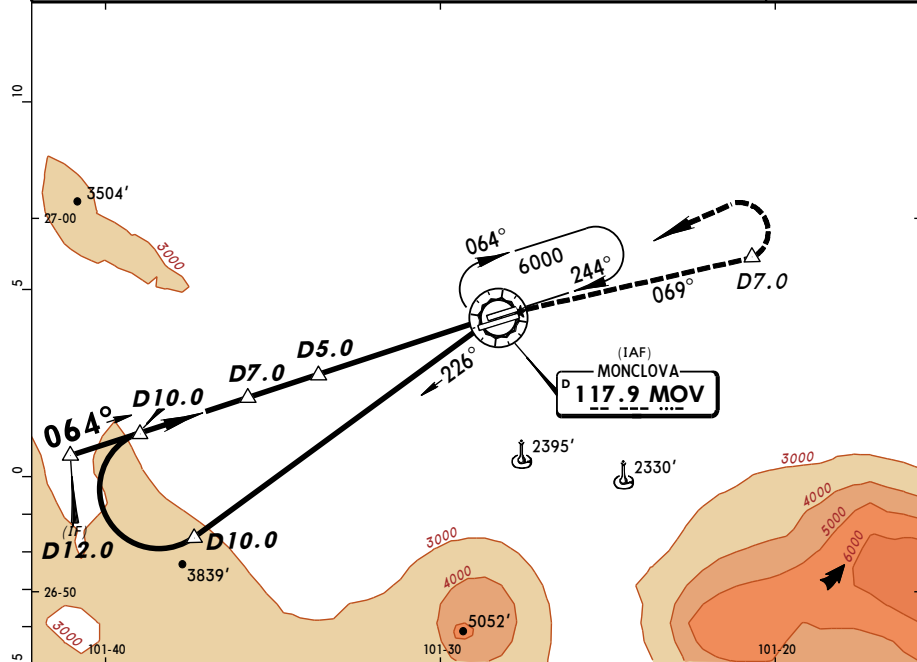 10
3504'
27-00
3000
064°
6000
244°
069°
D7.0
5
(IAF)
MONCLOVA
D 117.9 MOV
226°
D5.0
D7.0
D10.0
064°
2395'
2330'
0
(IF)
D12.0
D10.0
3839'
3000
4000
5052'
3000
4000
5000
6000
26-50
3000
5
101-40
101-30
101-20